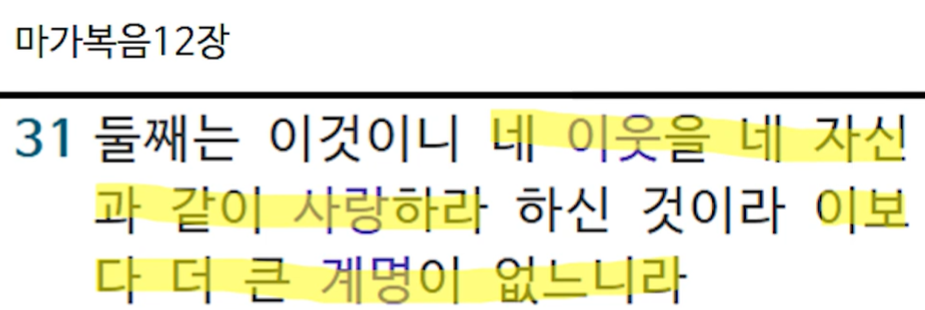 마가복음12장
31 둘째는 이것이니 네 이웃을 네 자신
과 같이 사랑하라 하신 것이라 이보
다 더 큰 계명이 없느니라